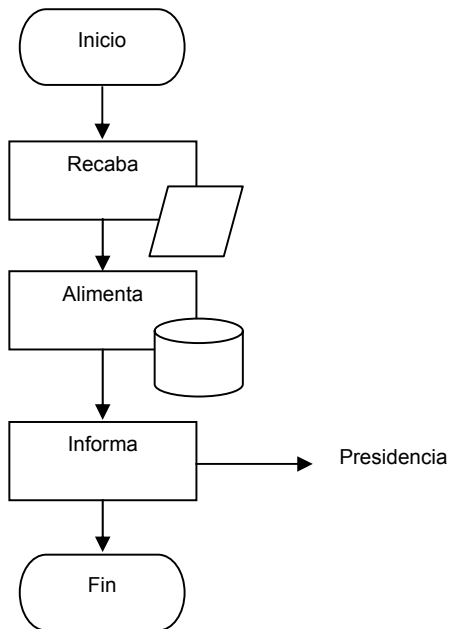 Inicio
Recaba
Alimenta
Informa
Presidencia
Fin